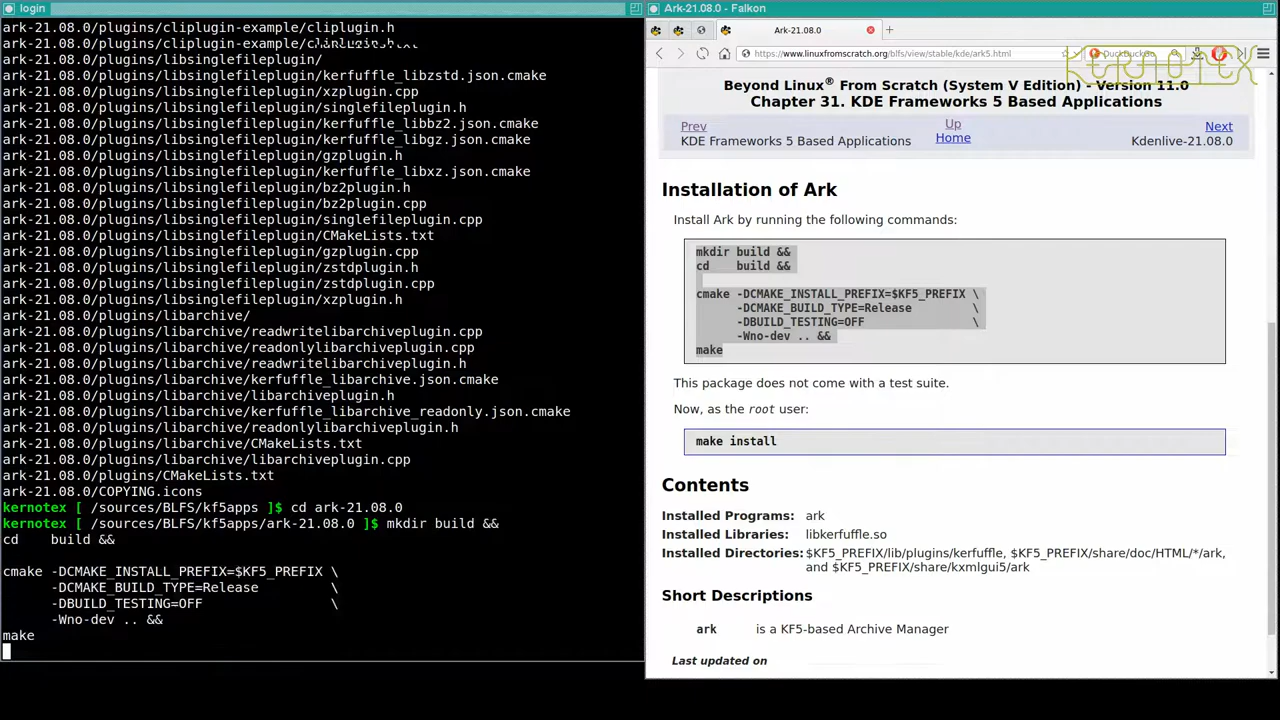 login
ark-21.08.0/plugins/cliplugin-example/cliplugin.h
ark-21.08.0/plugins/cliplugin-example/
ark-21.08.0/plugins/libsinglefileplugin/
ark-21.08.0/plugins/libsinglefileplugin/kerfuffle_libzstd.json.cmake
ark-21.08.0/plugins/libsinglefileplugin/xzplugin.cpp
ark-21.08.0/plugins/libsinglefileplugin/singlefileplugin.h
ark-21.08.0/plugins/libsinglefileplugin/kerfuffle_libbz2.json.cmake
ark-21.08.0/plugins/libsinglefileplugin/kerfuffle_libgz.json.cmake
ark-21.08.0/plugins/libsinglefileplugin/gzplugin.h
ark-21.08.0/plugins/libsinglefileplugin/kerfuffle_libxz.json.cmake
ark-21.08.0/plugins/libsinglefileplugin/bz2plugin.h
ark-21.08.0/plugins/libsinglefileplugin/bz2plugin.cpp
ark-21.08.0/plugins/libsinglefileplugin/singlefileplugin.cpp
ark-21.08.0/plugins/libsinglefileplugin/CMakeLists.txt
ark-21.08.0/plugins/libsinglefileplugin/gzplugin.cpp
ark-21.08.0/plugins/libsinglefileplugin/zstdplugin.h
ark-21.08.0/plugins/libsinglefileplugin/zstdplugin.cpp
ark-21.08.0/plugins/libsinglefileplugin/xzplugin.h
ark-21.08.0/plugins/libarchive/
ark-21.08.0/plugins/libarchive/readwritelibarchiveplugin.cpp
ark-21.08.0/plugins/libarchive/readonlylibarchiveplugin.cpp
ark-21.08.0/plugins/libarchive/readwritelibarchiveplugin.h
ark-21.08.0/plugins/libarchive/kerfuffle_libarchive.json.cmake
ark-21.08.0/plugins/libarchive/libarchiveplugin.h
ark-21.08.0/plugins/libarchive/kerfuffle_libarchive_readonly.json.cmake
ark-21.08.0/plugins/libarchive/readonlylibarchiveplugin.h
ark-21.08.0/plugins/libarchive/CMakeLists.txt
ark-21.08.0/plugins/libarchive/libarchiveplugin.cpp
ark-21.08.0/plugins/CMakeLists.txt
ark-21.08.0/COPYING.icons
kernotex [ /sources/BLFS/kf5apps ]$ cd ark-21.08.0
kernotex [ /sources/BLFS/kf5apps/ark-21.08.0 ]$ mkdir build &&
cd    build &&
cmake -DCMAKE_INSTALL_PREFIX=$KF5_PREFIX \
      -DCMAKE_BUILD_TYPE=Release         \
      -DBUILD_TESTING=OFF                \
      -Wno-dev .. &&
make
Ark-21.08.0 - Falkon
Ark-21.08.0
https://www.linuxfromscratch.org/blfs/view/stable/kde/ark5.html
DuckDuckGo
KERNOTEX
Beyond Linux® From Scratch (System V Edition) - Version 11.0
Chapter 31. KDE Frameworks 5 Based Applications
Prev Up Next
KDE Frameworks 5 Based Applications Home Kdenlive-21.08.0
Installation of Ark
Install Ark by running the following commands:
mkdir build &&
cd    build &&
cmake -DCMAKE_INSTALL_PREFIX=$KF5_PREFIX \
      -DCMAKE_BUILD_TYPE=Release         \
      -DBUILD_TESTING=OFF                \
      -Wno-dev .. &&
make
This package does not come with a test suite.
Now, as the root user:
make install
Contents
Installed Programs: ark
Installed Libraries: libkerfuffle.so
Installed Directories: $KF5_PREFIX/lib/plugins/kerfuffle, $KF5_PREFIX/share/doc/HTML/*/ark,
and $KF5_PREFIX/share/kxmlgui5/ark
Short Descriptions
ark is a KF5-based Archive Manager
Last updated on